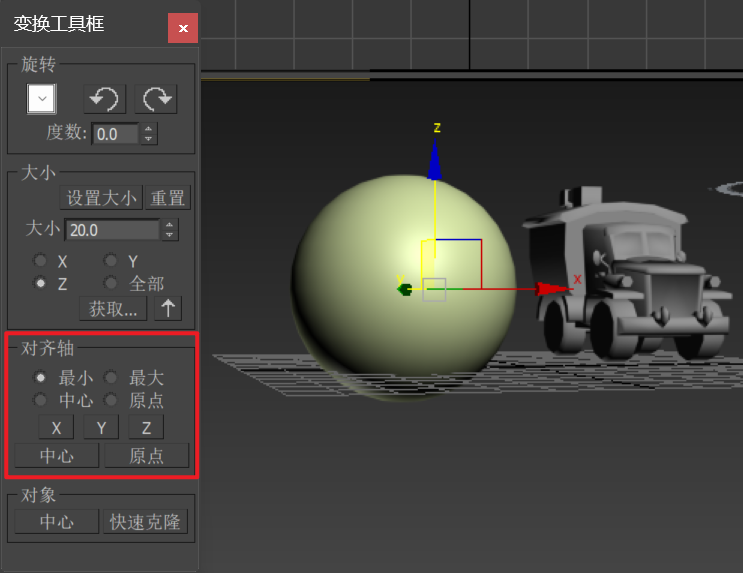 变换工具框
旋转
度数: 0.0
大小
设置大小 重置
大小 20.0
X Y
Z 全部
获取...
对齐轴
最小 最大
中心 原点
X Y Z
中心 原点
对象
中心 快速克隆
z
y
x